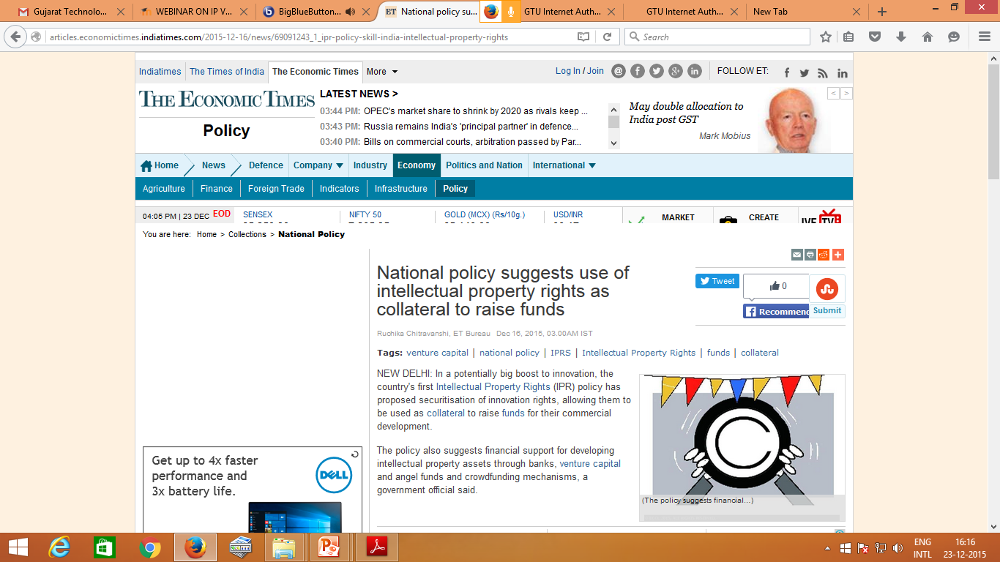 Gujarat Technolo...
WEBINAR ON IP V...
BigBlueButton...
ET National policy su...
GTU Internet Auth...
GTU Internet Auth...
New Tab
articles.economictimes.indiatimes.com/2015-12-16/news/69091243_1_ipr-policy-skill-india-intellectual-property-rights
Search
Indiatimes
The Times of India
The Economic Times
More
Log In / Join
FOLLOW ET:
THE ECONOMIC TIMES
Policy
LATEST NEWS >
03:44 PM: OPEC's market share to shrink by 2020 as rivals keep ...
03:43 PM: Russia remains India's 'principal partner' in defence...
03:40 PM: Bills on commercial courts, arbitration passed by Par...
May double allocation to
India post GST
Mark Mobius
< >
Home
News
Defence
Company
Industry
Economy
Politics and Nation
International
Agriculture
Finance
Foreign Trade
Indicators
Infrastructure
Policy
04:05 PM | 23 DEC EOD
SENSEX
NIFTY 50
GOLD (MCX) (Rs/10g.)
USD/INR
MARKET
CREATE
TV
You are here: Home > Collections > National Policy
National policy suggests use of
intellectual property rights as
collateral to raise funds
Tweet
0
Recommend
Submit
Ruchika Chitravanshi, ET Bureau Dec 16, 2015, 03.00AM IST
Tags: venture capital | national policy | IPRS | Intellectual Property Rights | funds | collateral
NEW DELHI: In a potentially big boost to innovation, the
country's first Intellectual Property Rights (IPR) policy has
proposed securitisation of innovation rights, allowing them to
be used as collateral to raise funds for their commercial
development.
The policy also suggests financial support for developing
intellectual property assets through banks, venture capital
and angel funds and crowdfunding mechanisms, a
government official said.
C
(The policy suggests financial...)
Get up to 4x faster
performance and
3x battery life.
DELL
ENG
INTL
16:16
23-12-2015